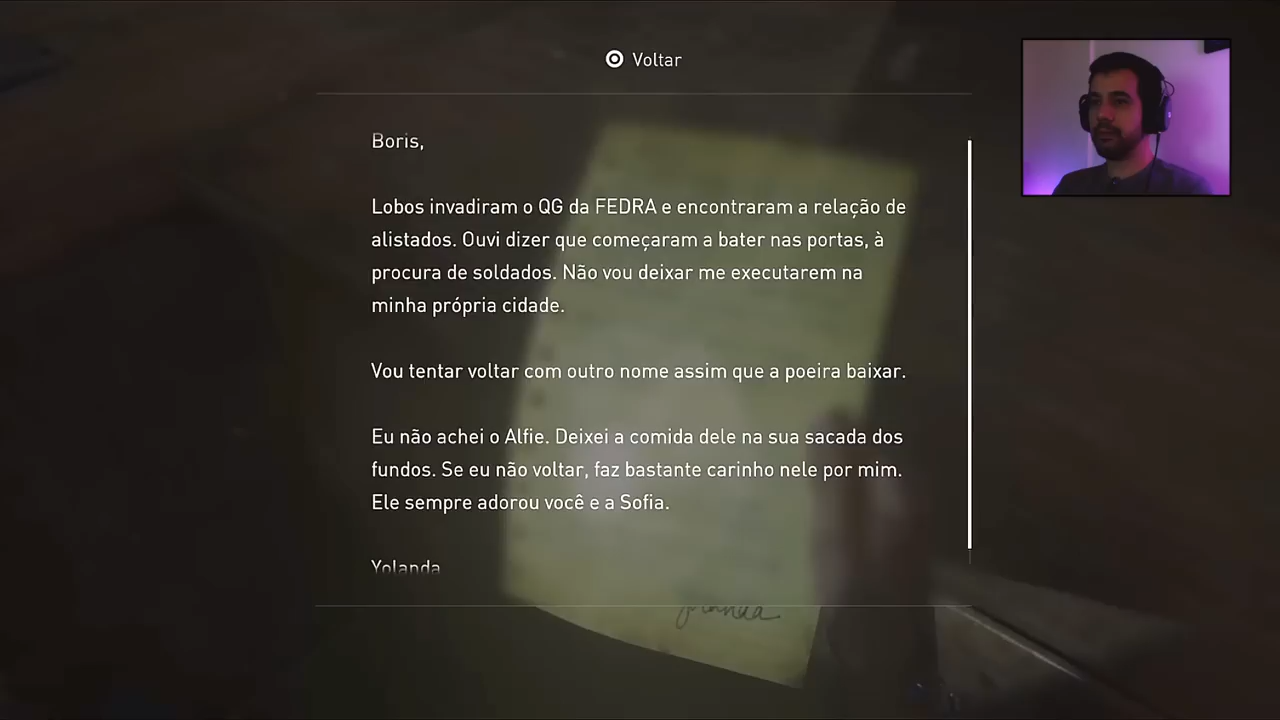 Voltar
Boris,
Lobos invadiram o QG da FEDRA e encontraram a relação de
alistados. Ouvi dizer que começaram a bater nas portas, à
procura de soldados. Não vou deixar me executarem na
minha própria cidade.
Vou tentar voltar com outro nome assim que a poeira baixar.
Eu não achei o Alfie. Deixei a comida dele na sua sacada dos
fundos. Se eu não voltar, faz bastante carinho nele por mim.
Ele sempre adorou você e a Sofia.
Yolanda